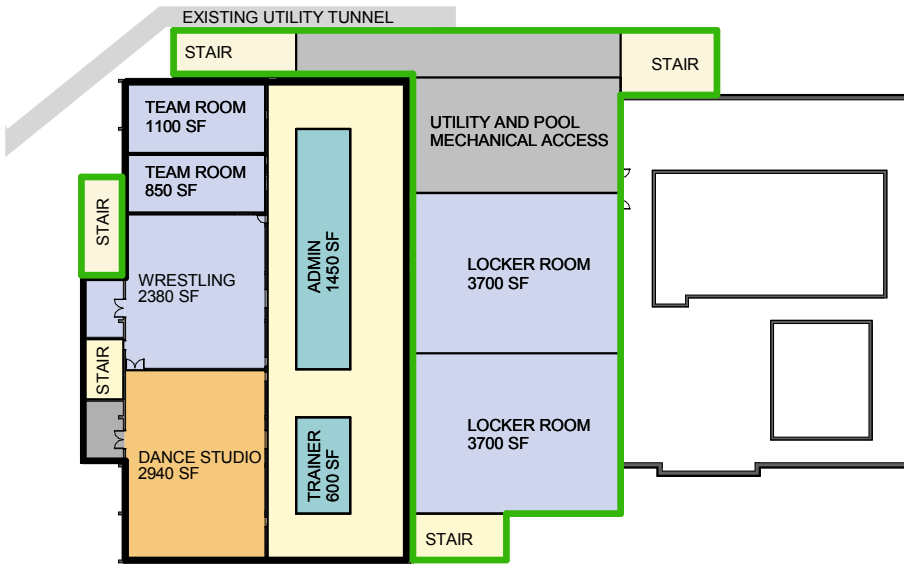 EXISTING UTILITY TUNNEL
STAIR
STAIR
TEAM ROOM
1100 SF
UTILITY AND POOL
MECHANICAL ACCESS
TEAM ROOM
850 SF
STAIR
ADMIN
1450 SF
WRESTLING
2380 SF
LOCKER ROOM
3700 SF
STAIR
LOCKER ROOM
3700 SF
DANCE STUDIO
2940 SF
TRAINER
600 SF
STAIR